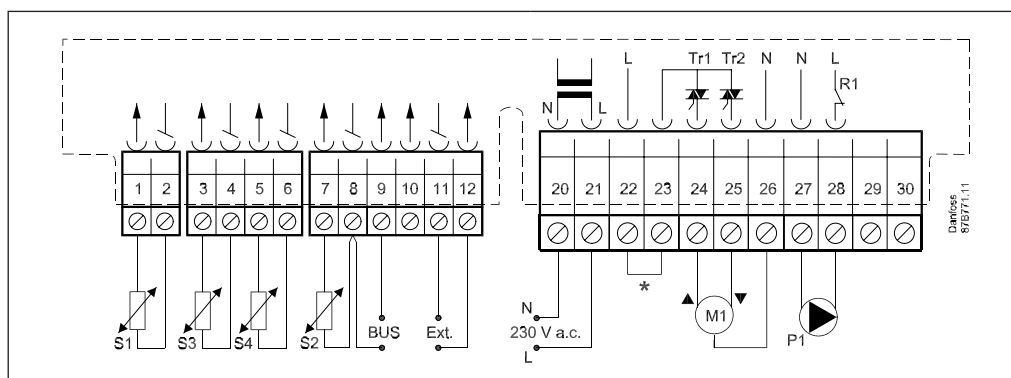 L Tr1 Tr2 N N L
R1
N L
1 2 3 4 5 6 7 8 9 10 11 12
20 21 22 23 24 25 26 27 28 29 30
Danfoss
87B771.11
*
N
M1
S1 S3 S4 S2 BUS Ext. 230 V a.c. P1
L